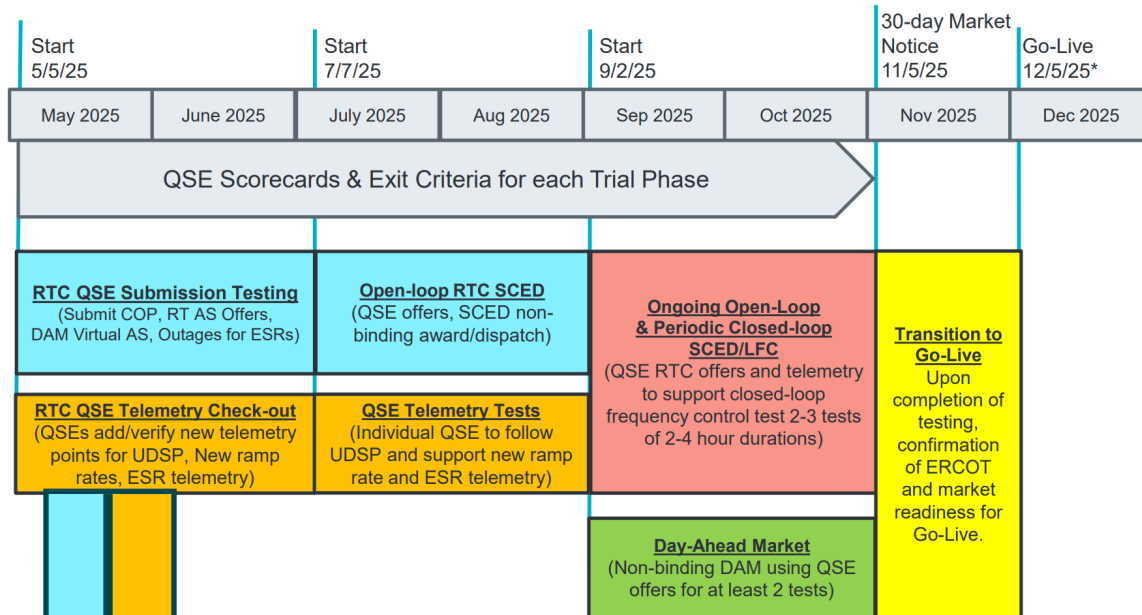 Start
5/5/25
Start
7/7/25
Start
9/2/25
30-day Market
Notice
11/5/25
Go-Live
12/5/25*
May 2025
June 2025
July 2025
Aug 2025
Sep 2025
Oct 2025
Nov 2025
Dec 2025
QSE Scorecards & Exit Criteria for each Trial Phase
RTC QSE Submission Testing
(Submit COP, RT AS Offers,
DAM Virtual AS, Outages for ESRs)
Open-loop RTC SCED
(QSE offers, SCED non-
binding award/dispatch)
RTC QSE Telemetry Check-out
(QSEs add/verify new telemetry
points for UDSP, New ramp
rates, ESR telemetry)
QSE Telemetry Tests
(Individual QSE to follow
UDSP and support new ramp
rate and ESR telemetry)
Ongoing Open-Loop
& Periodic Closed-loop
SCED/LFC
(QSE RTC offers and telemetry
to support closed-loop
frequency control test 2-3 tests
of 2-4 hour durations)
Day-Ahead Market
(Non-binding DAM using QSE
offers for at least 2 tests)
Transition to
Go-Live
Upon
completion of
testing,
confirmation
of ERCOT
and market
readiness for
Go-Live.